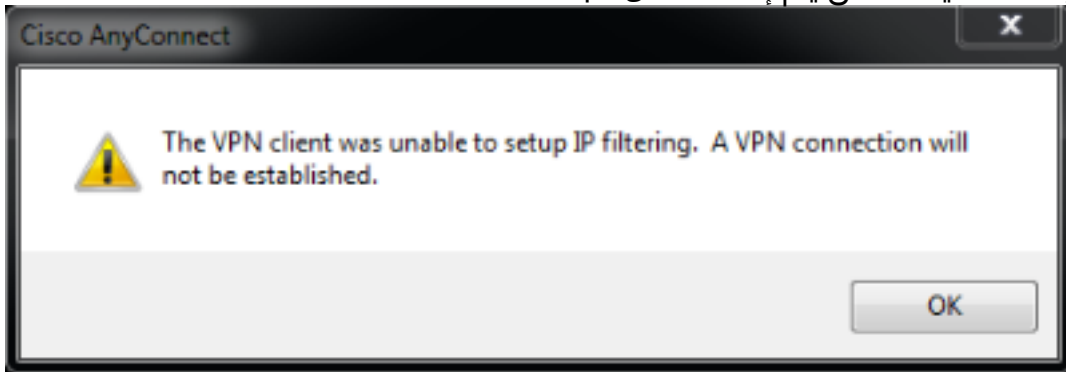 Cisco AnyConnect
The VPN client was unable to setup IP filtering. A VPN connection will
not be established.
OK